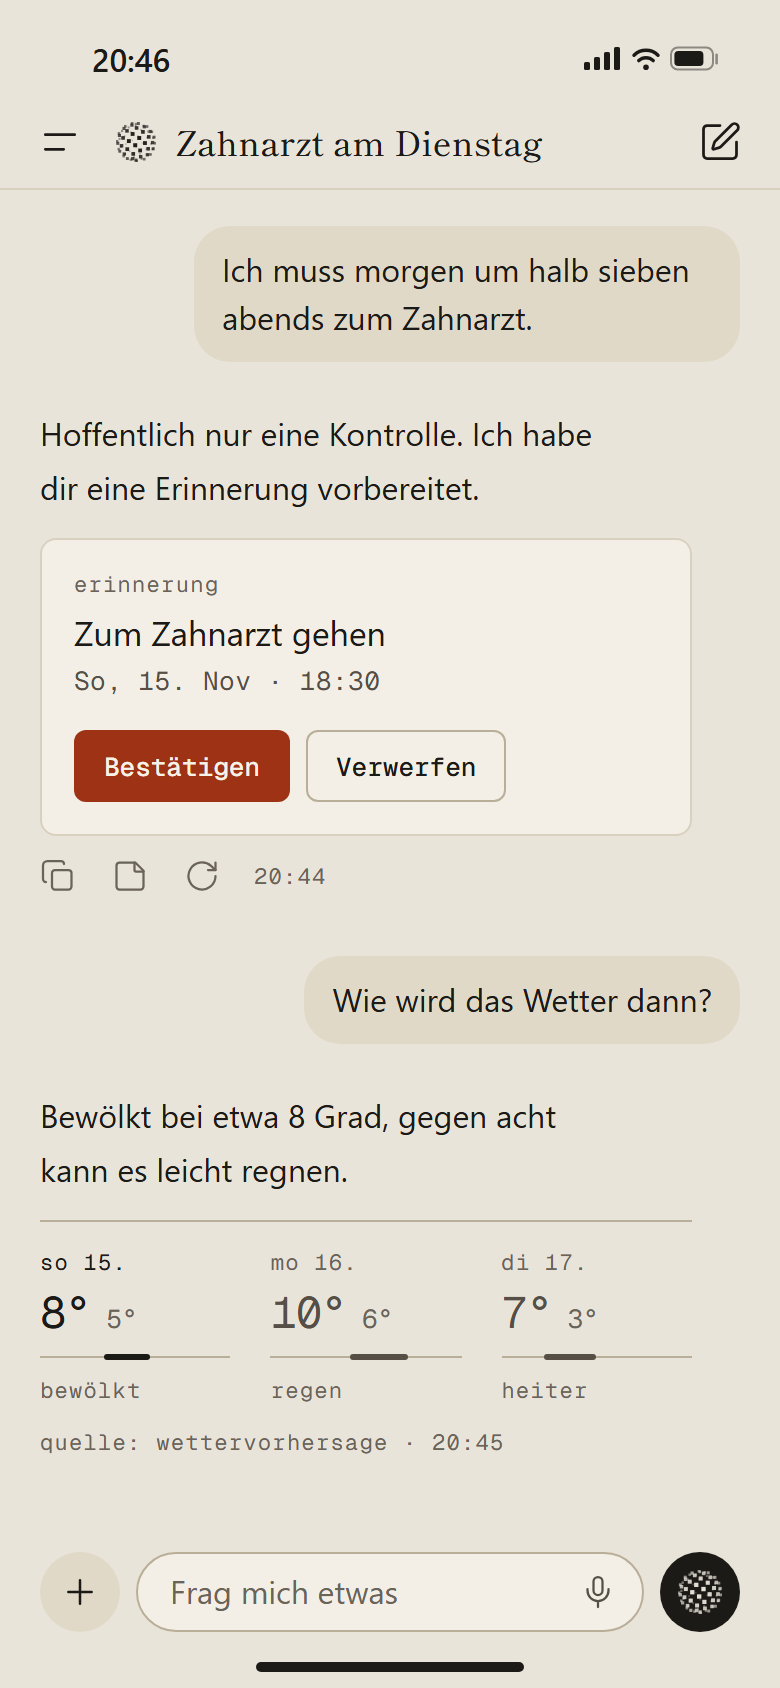 20:46
Zahnarzt am Dienstag
Ich muss morgen um halb sieben
abends zum Zahnarzt.
Hoffentlich nur eine Kontrolle. Ich habe
dir eine Erinnerung vorbereitet.
erinnerung
Zum Zahnarzt gehen
So, 15. Nov · 18:30
Bestätigen Verwerfen
20:44
Wie wird das Wetter dann?
Bewölkt bei etwa 8 Grad, gegen acht
kann es leicht regnen.
so 15. mo 16. di 17.
8° 5° 10° 6° 7° 3°
bewölkt regen heiter
quelle: wettervorhersage · 20:45
Frag mich etwas